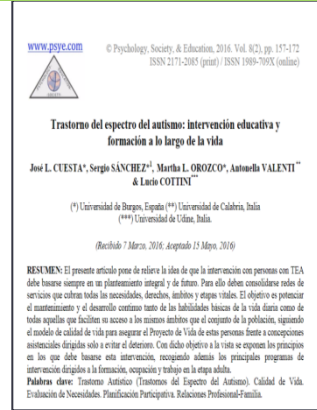 www.psye.com
© Psychology, Society, & Education, 2016. Vol. 8(2), pp. 157-172
ISSN 2171-2085 (print) / ISSN 1989-709X (online)
Trastorno del espectro del autismo: intervención educativa y
formación a lo largo de la vida
José L. CUESTA*, Sergio SÁNCHEZ*¹, Martha L. OROZCO*, Antonella VALENTI**
& Lucio COTTINI***
(*) Universidad de Burgos, España (**) Universidad de Calabria, Italia
(***) Universidad de Udine, Italia.
(Recibido 7 Marzo, 2016; Aceptado 15 Mayo, 2016)
RESUMEN: El presente artículo pone de relieve la idea de que la intervención con personas con TEA
debe basarse siempre en un planteamiento integral y de futuro. Para ello deben consolidarse redes de
servicios que cubran todas las necesidades, derechos, ámbitos y etapas vitales. El objetivo es potenciar
el mantenimiento y el desarrollo continuo tanto de las habilidades básicas de la vida diaria como de
todas aquellas que faciliten su acceso a los mismos ámbitos que el conjunto de la población, siguiendo
el modelo de calidad de vida para asegurar el Proyecto de Vida de estas personas frente a concepciones
asistenciales dirigidas solo a evitar el deterioro. Con dicho objetivo a la vista se exponen los principios
en los que debe basarse esta intervención, recogiendo además los principales programas de
intervención dirigidos a la formación, ocupación y trabajo en la etapa adulta.
Palabras clave: Trastorno Autístico (Trastornos del Espectro del Autismo). Calidad de Vida.
Evaluación de Necesidades. Planificación Participativa. Relaciones Profesional-Familia.